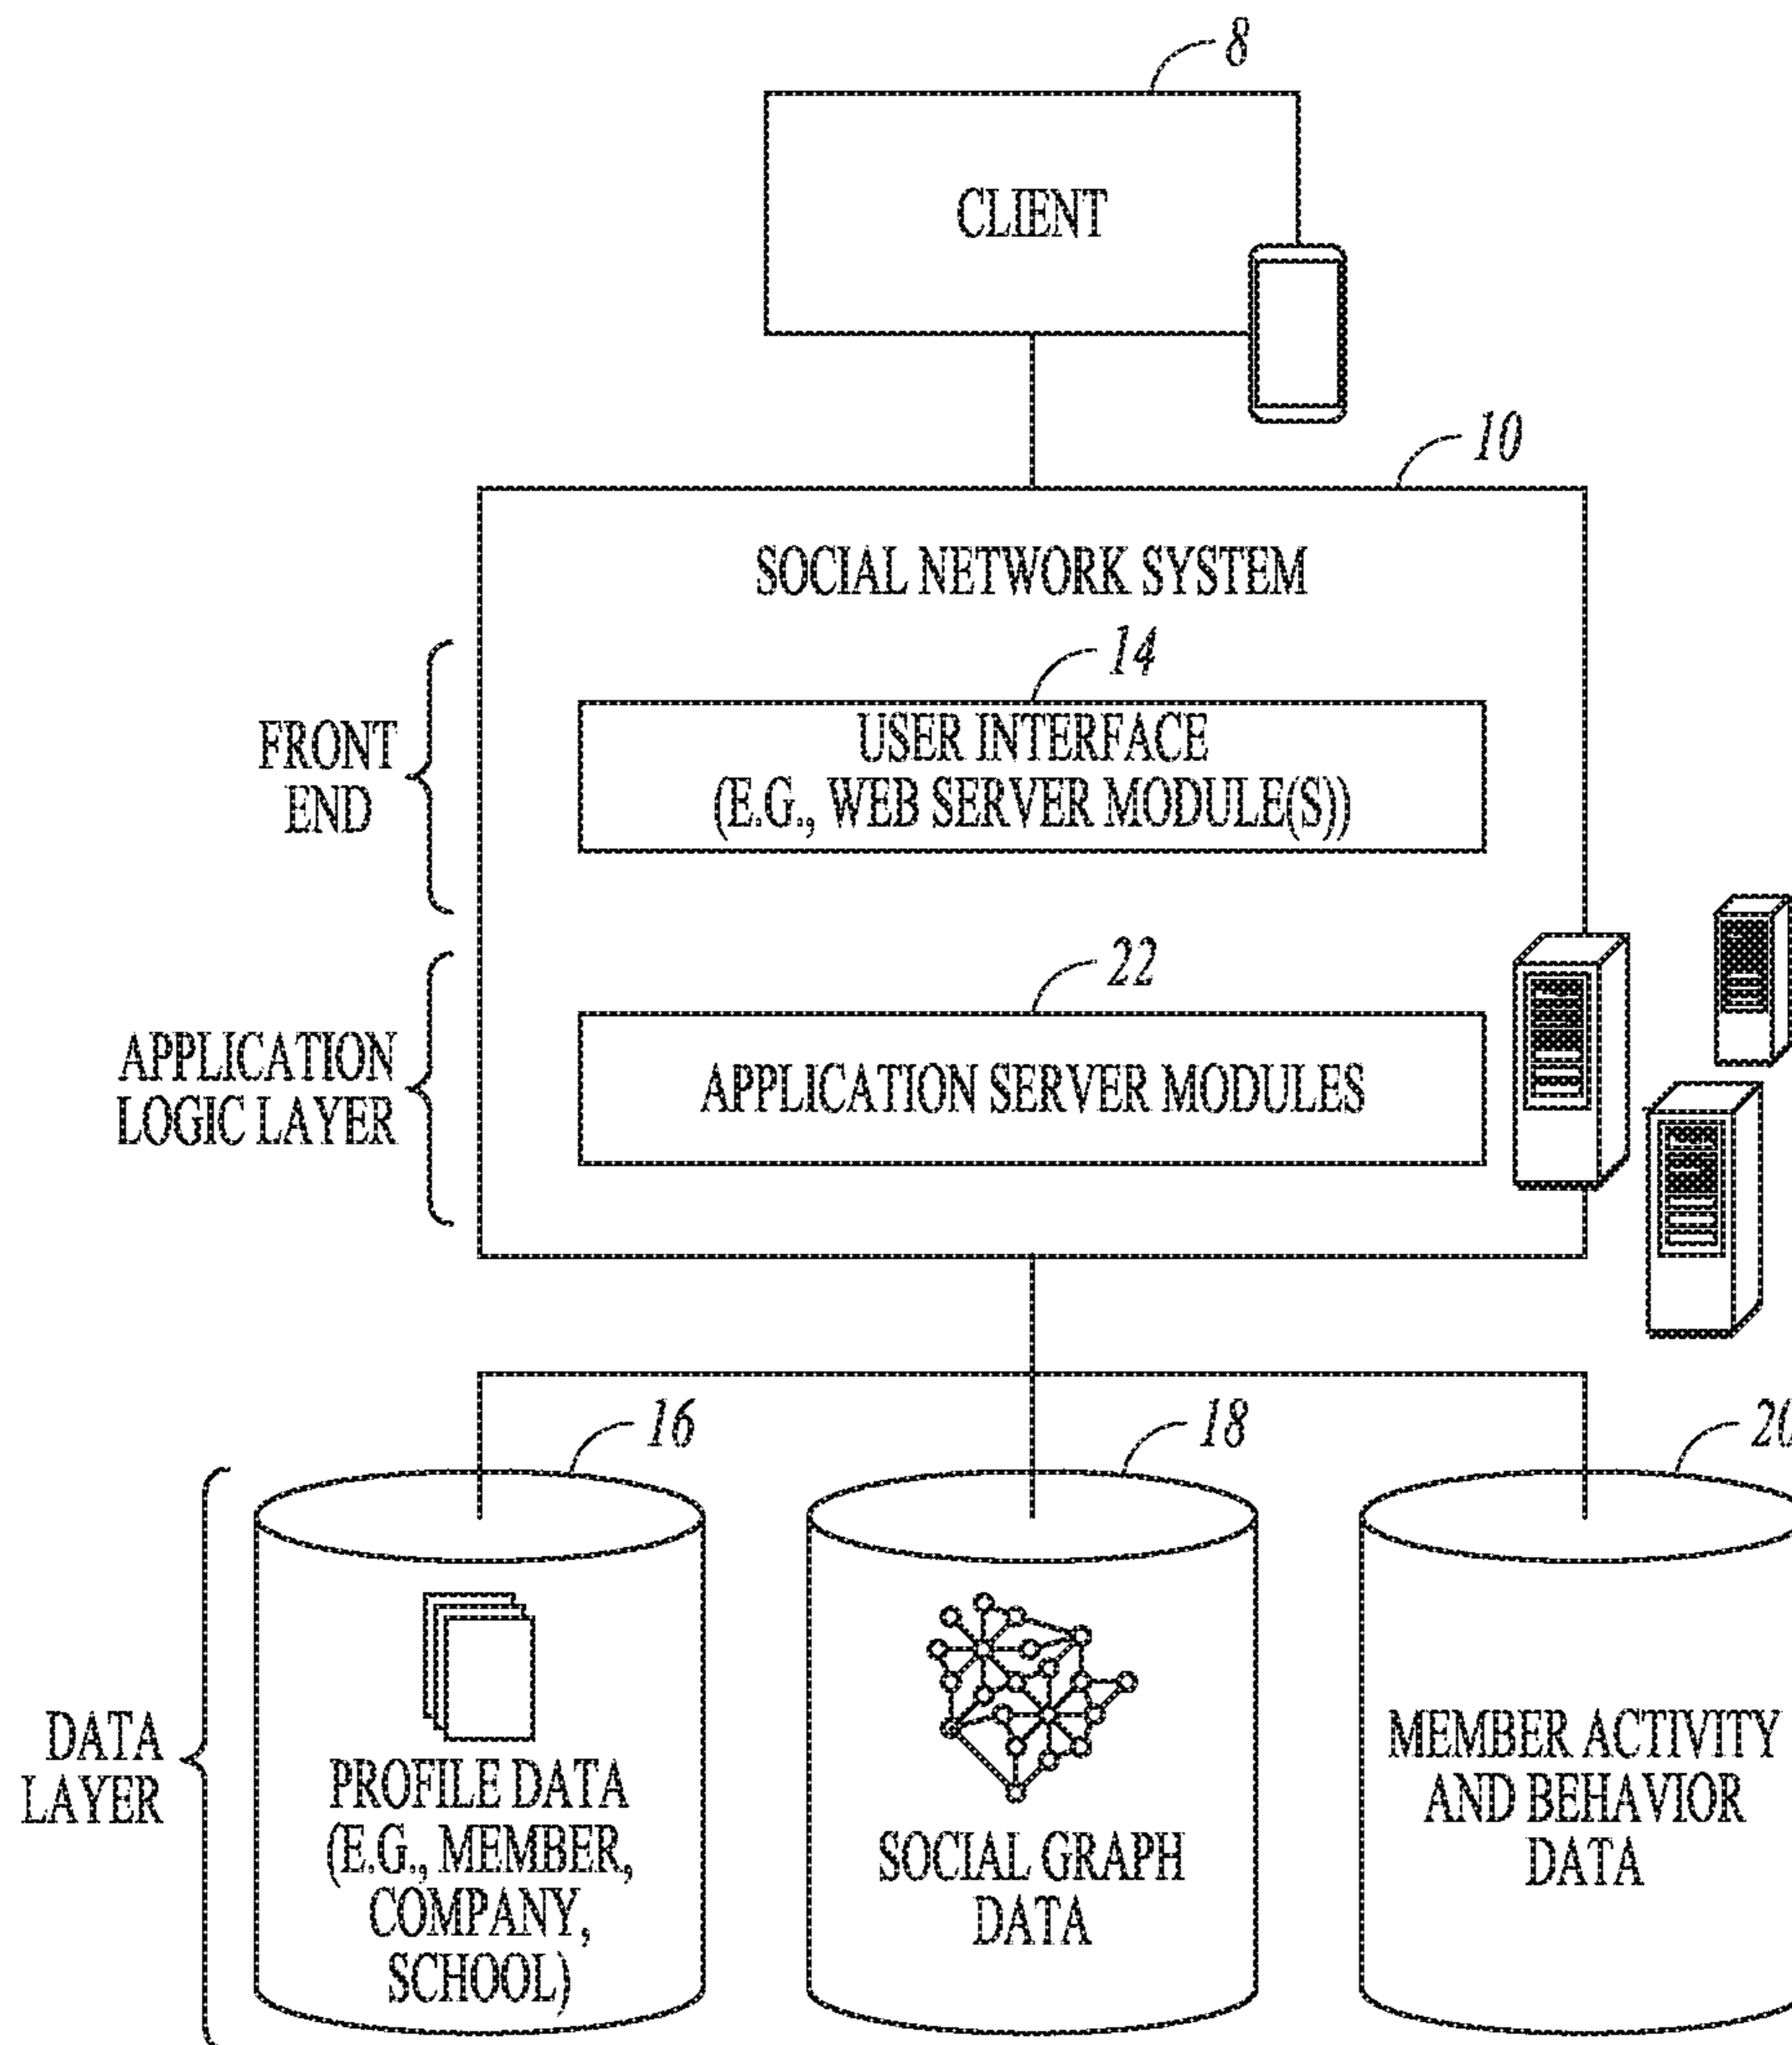 8
CLIENT
10
SOCIAL NETWORK SYSTEM
14
FRONT
END
USER INTERFACE
(E.G., WEB SERVER MODULE(S))
22
APPLICATION
LOGIC LAYER
APPLICATION SERVER MODULES
16
18
20
DATA
LAYER
PROFILE DATA
(E.G., MEMBER,
COMPANY,
SCHOOL)
SOCIAL GRAPH
DATA
MEMBER ACTIVITY
AND BEHAVIOR
DATA